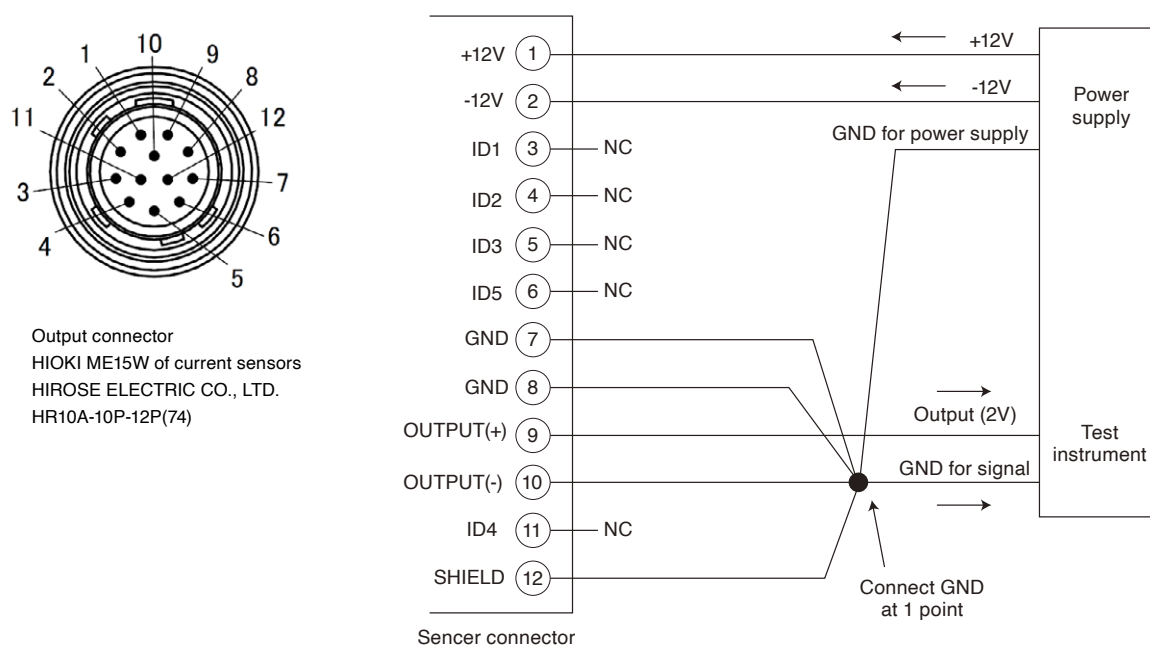 10
1
9
2
8
11
12
3
7
4
6
5
Output connector
HIOKI ME15W of current sensors
HIROSE ELECTRIC CO., LTD.
HR10A-10P-12P(74)
+12V 1
-12V 2
ID1 3 NC
ID2 4 NC
ID3 5 NC
ID5 6 NC
GND 7
GND 8
OUTPUT(+) 9
OUTPUT(-) 10
ID4 11 NC
SHIELD 12
Sencer connector
+12V
-12V
GND for power supply
Power
supply
Output (2V)
GND for signal
Test
instrument
Connect GND
at 1 point